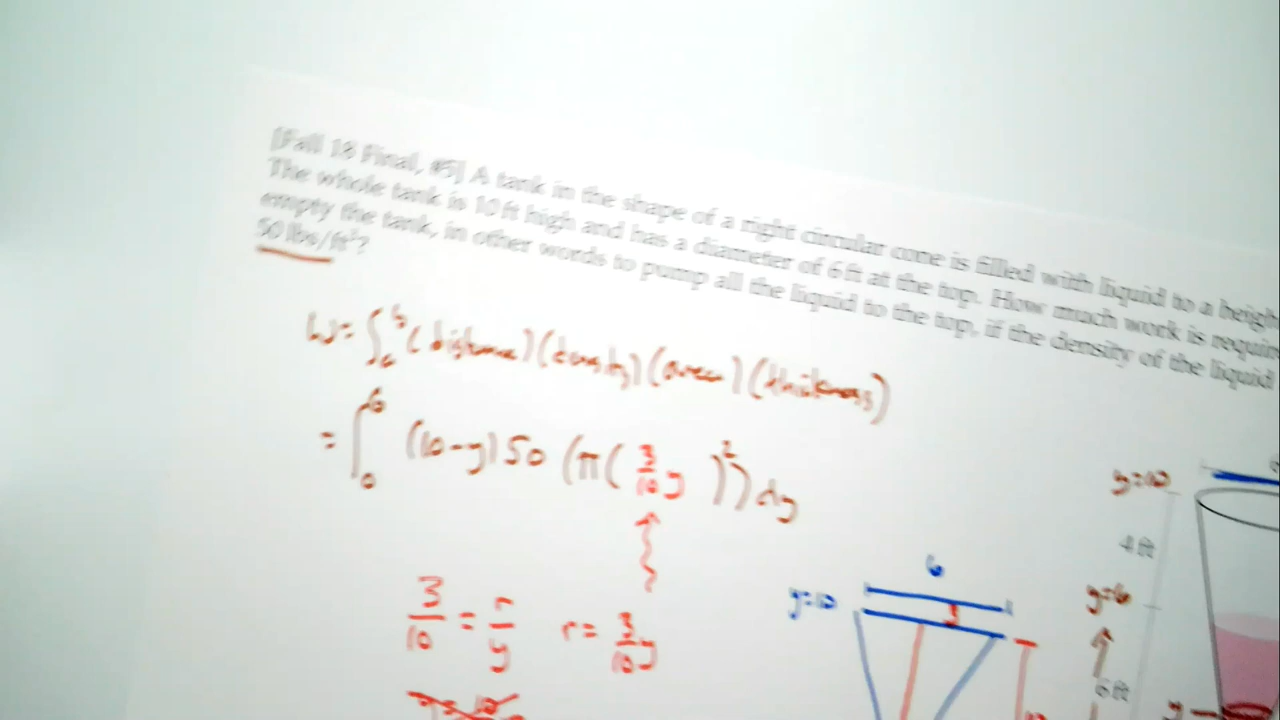 [Fall 18 Final, #5] A tank in the shape of a right circular cone is filled with liquid to a height
The whole tank is 10 ft high and has a diameter of 6 ft at the top. How much work is requir
empty the tank, in other words to pump all the liquid to the top, if the density of the liquid
50 lbs/ft³?
W = ∫ ( distance ) ( density ) ( area ) ( thickness )
= ∫₀⁶ (10-y) 50 (π( 3/10 y )²) dy
3/10 = r/y r = 3/10 y
6
y=10
3
y=10
4 ft
y=6
6 ft